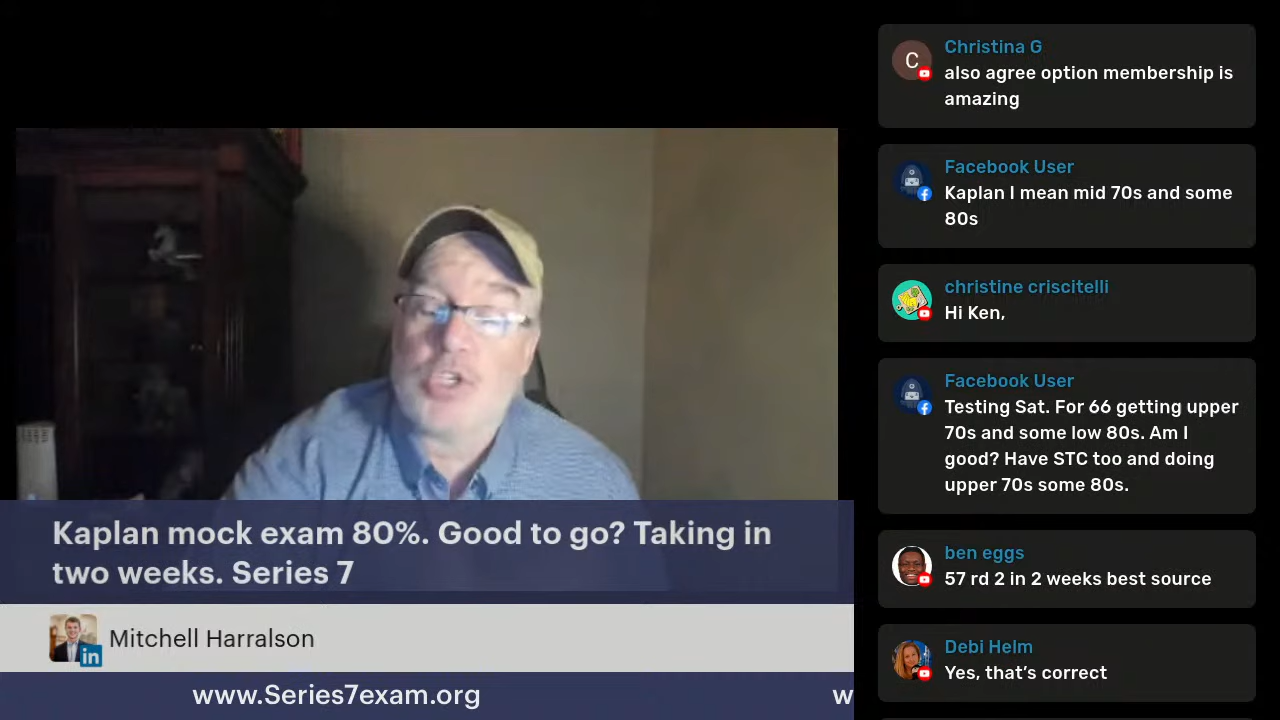 Kaplan mock exam 80%. Good to go? Taking in
two weeks. Series 7
in
Mitchell Harralson
www.Series7exam.org
w
C
Christina G
also agree option membership is
amazing
Facebook User
Kaplan I mean mid 70s and some
80s
christine criscitelli
Hi Ken,
Facebook User
Testing Sat. For 66 getting upper
70s and some low 80s. Am I
good? Have STC too and doing
upper 70s some 80s.
ben eggs
57 rd 2 in 2 weeks best source
Debi Helm
Yes, that’s correct